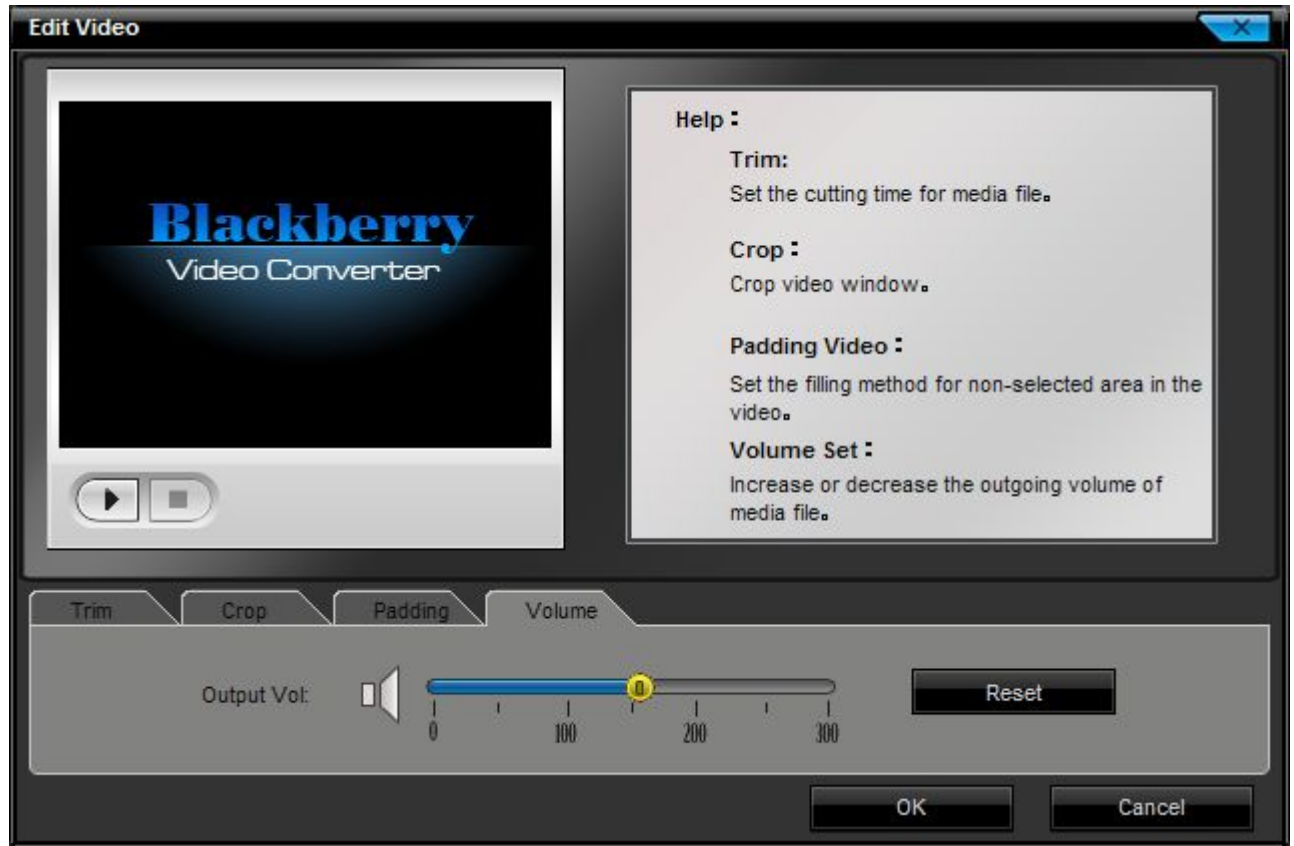 Edit Video
Blackberry
Video Converter
Help：
Trim:
Set the cutting time for media file。
Crop：
Crop video window。
Padding Video：
Set the filling method for non-selected area in the
video。
Volume Set：
Increase or decrease the outgoing volume of
media file。
Trim Crop Padding Volume
Output Vol: Reset
0 100 200 300
OK Cancel